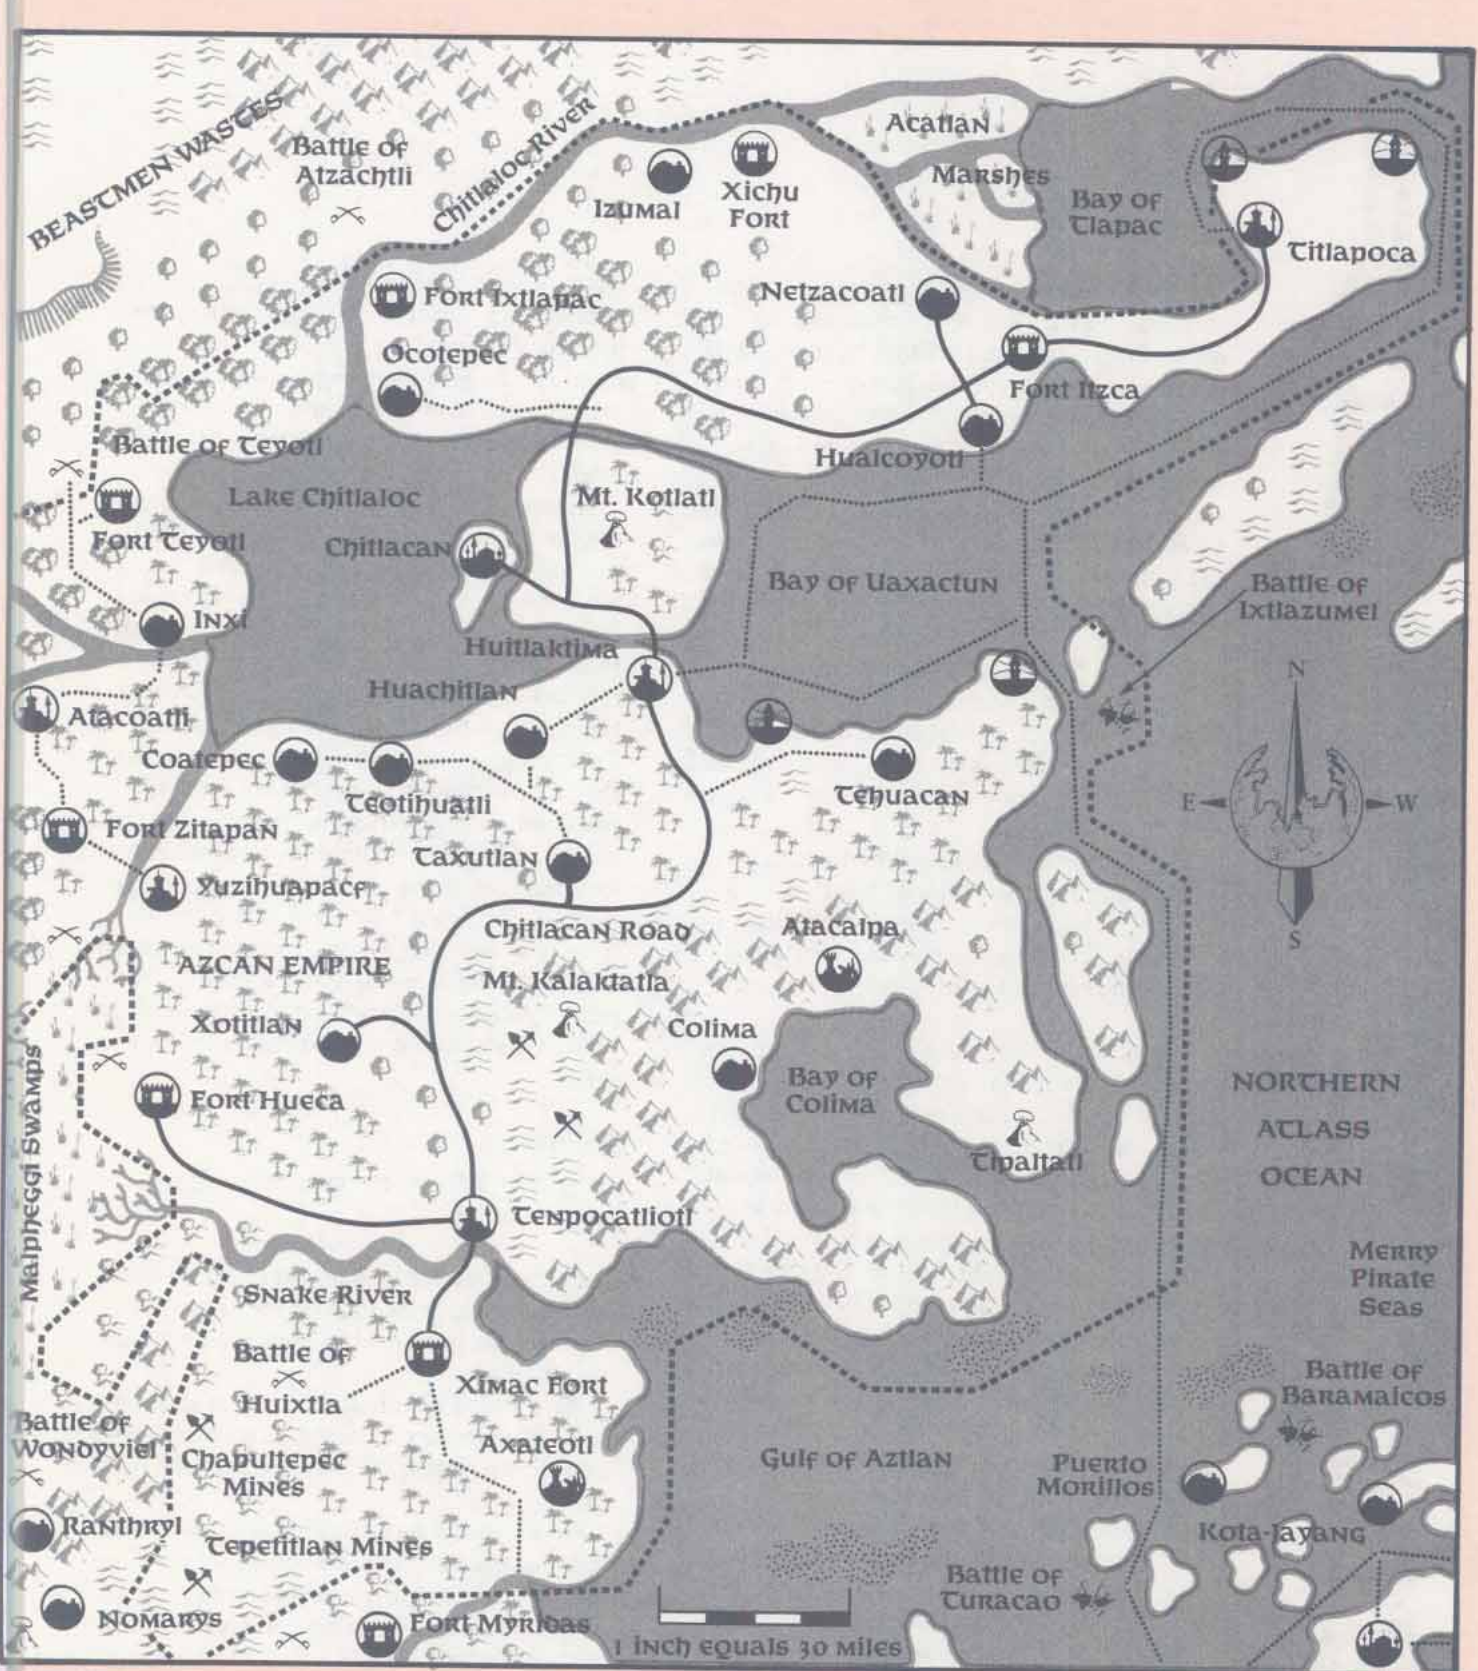 BEASTMEN WASTES
Battle of
Atzachtli
Chitlaloc River
Izumal
Xichu
Fort
Acatlan
Marshes
Bay of
Tlapac
Titlapoca
Fort Ixtlapac
Netzacoatl
Ocotepec
Fort Itzca
Battle of Teyotl
Hualcoyotl
Lake Chitlaloc
Mt. Kotlatl
Fort Teyotl
Chitlacan
Bay of Uaxactun
Battle of
Ixtlazumel
Inxi
Huitlaktima
Huachitlan
Atacoatli
Coatepec
Teotihuatli
Tehuacan
N
E
W
S
Fort Zitapan
Taxutlan
Yuzihuapace
Chitlacan Road
Atacalpa
AZCAN EMPIRE
Mt. Kalaktatla
Xotitlan
Colima
Malpheggi Swamps
Fort Hueca
Bay of
Colima
NORTHERN
ATLASS
OCEAN
Tipaltatl
Tenpocatliotl
Merry
Pirate
Seas
Snake River
Battle of
Huixtla
Ximac Fort
Battle of
Baramaicos
Battle of
Wondyviel
Chapultepec
Mines
Axateotl
Gulf of Aztlan
Puerto
Morillos
Ranthryl
Tepetitlan Mines
Kota-Jayang
Battle of
Curacao
Nomarys
Fort Myridas
1 inch equals 30 miles